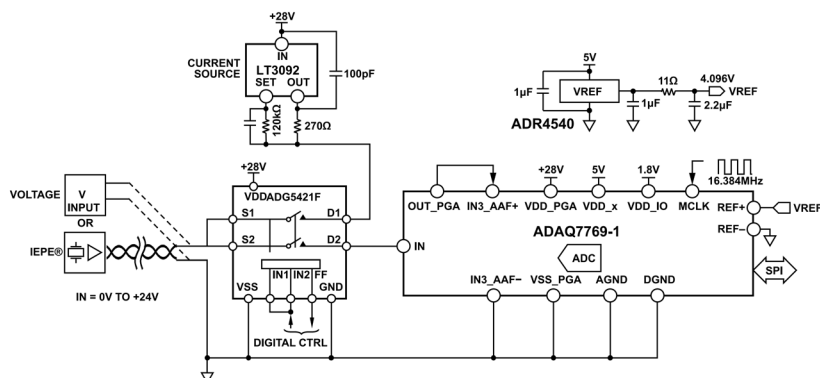 +28V
IN
CURRENT
SOURCE
LT3092
SET OUT
100pF
120kΩ
270Ω
5V
1µF
VREF
11Ω
4.096V
VREF
1µF
2.2µF
ADR4540
VOLTAGE
V
INPUT
OR
IEPE®
IN = 0V TO +24V
+28V
VDD ADG5421F
S1
D1
S2
D2
IN1 IN2 FF
VSS
GND
DIGITAL CTRL
+28V
5V
1.8V
16.384MHz
OUT_PGA
IN3_AAF+
VDD_PGA
VDD_x
VDD_IO
MCLK
REF+
VREF
REF−
IN
ADAQ7769-1
ADC
SPI
IN3_AAF−
VSS_PGA
AGND
DGND